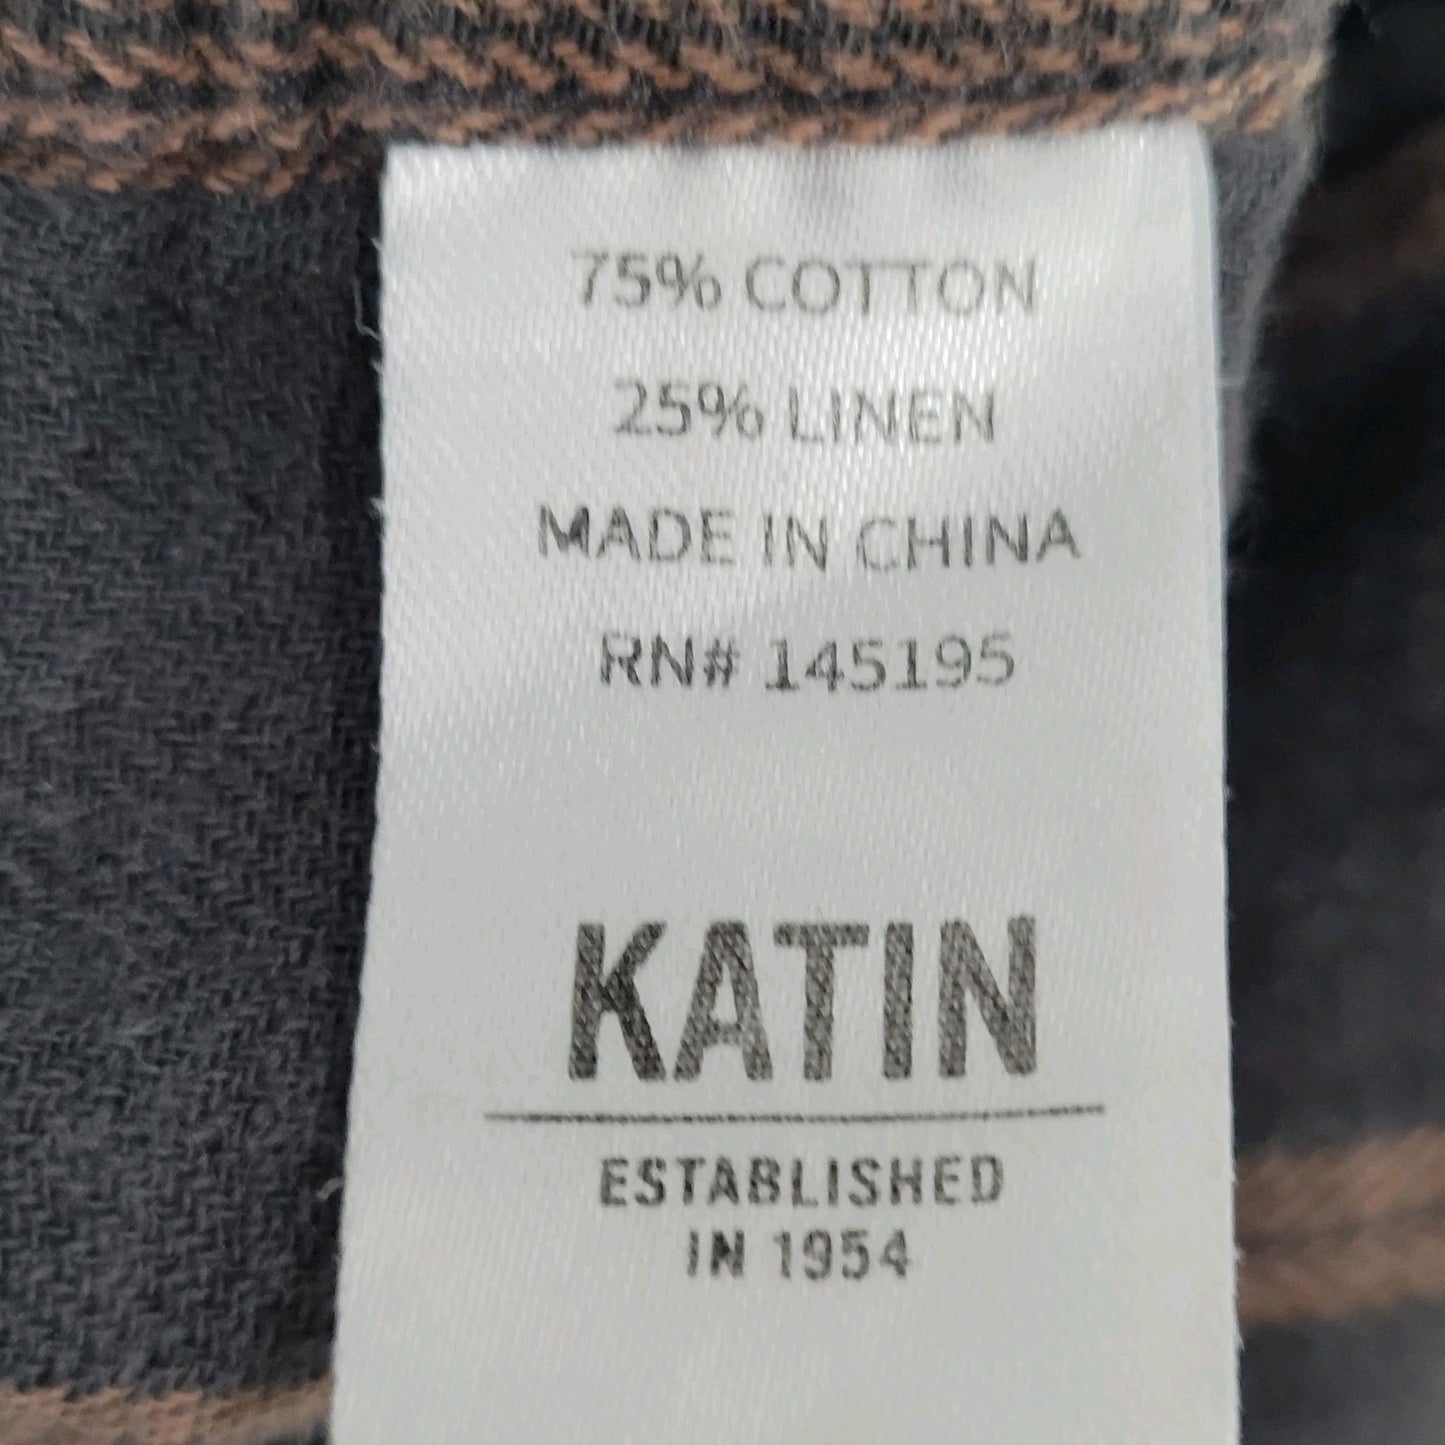 75% COTTON
25% LINEN
MADE IN CHINA
RN# 145195
KATIN
ESTABLISHED
IN 1954